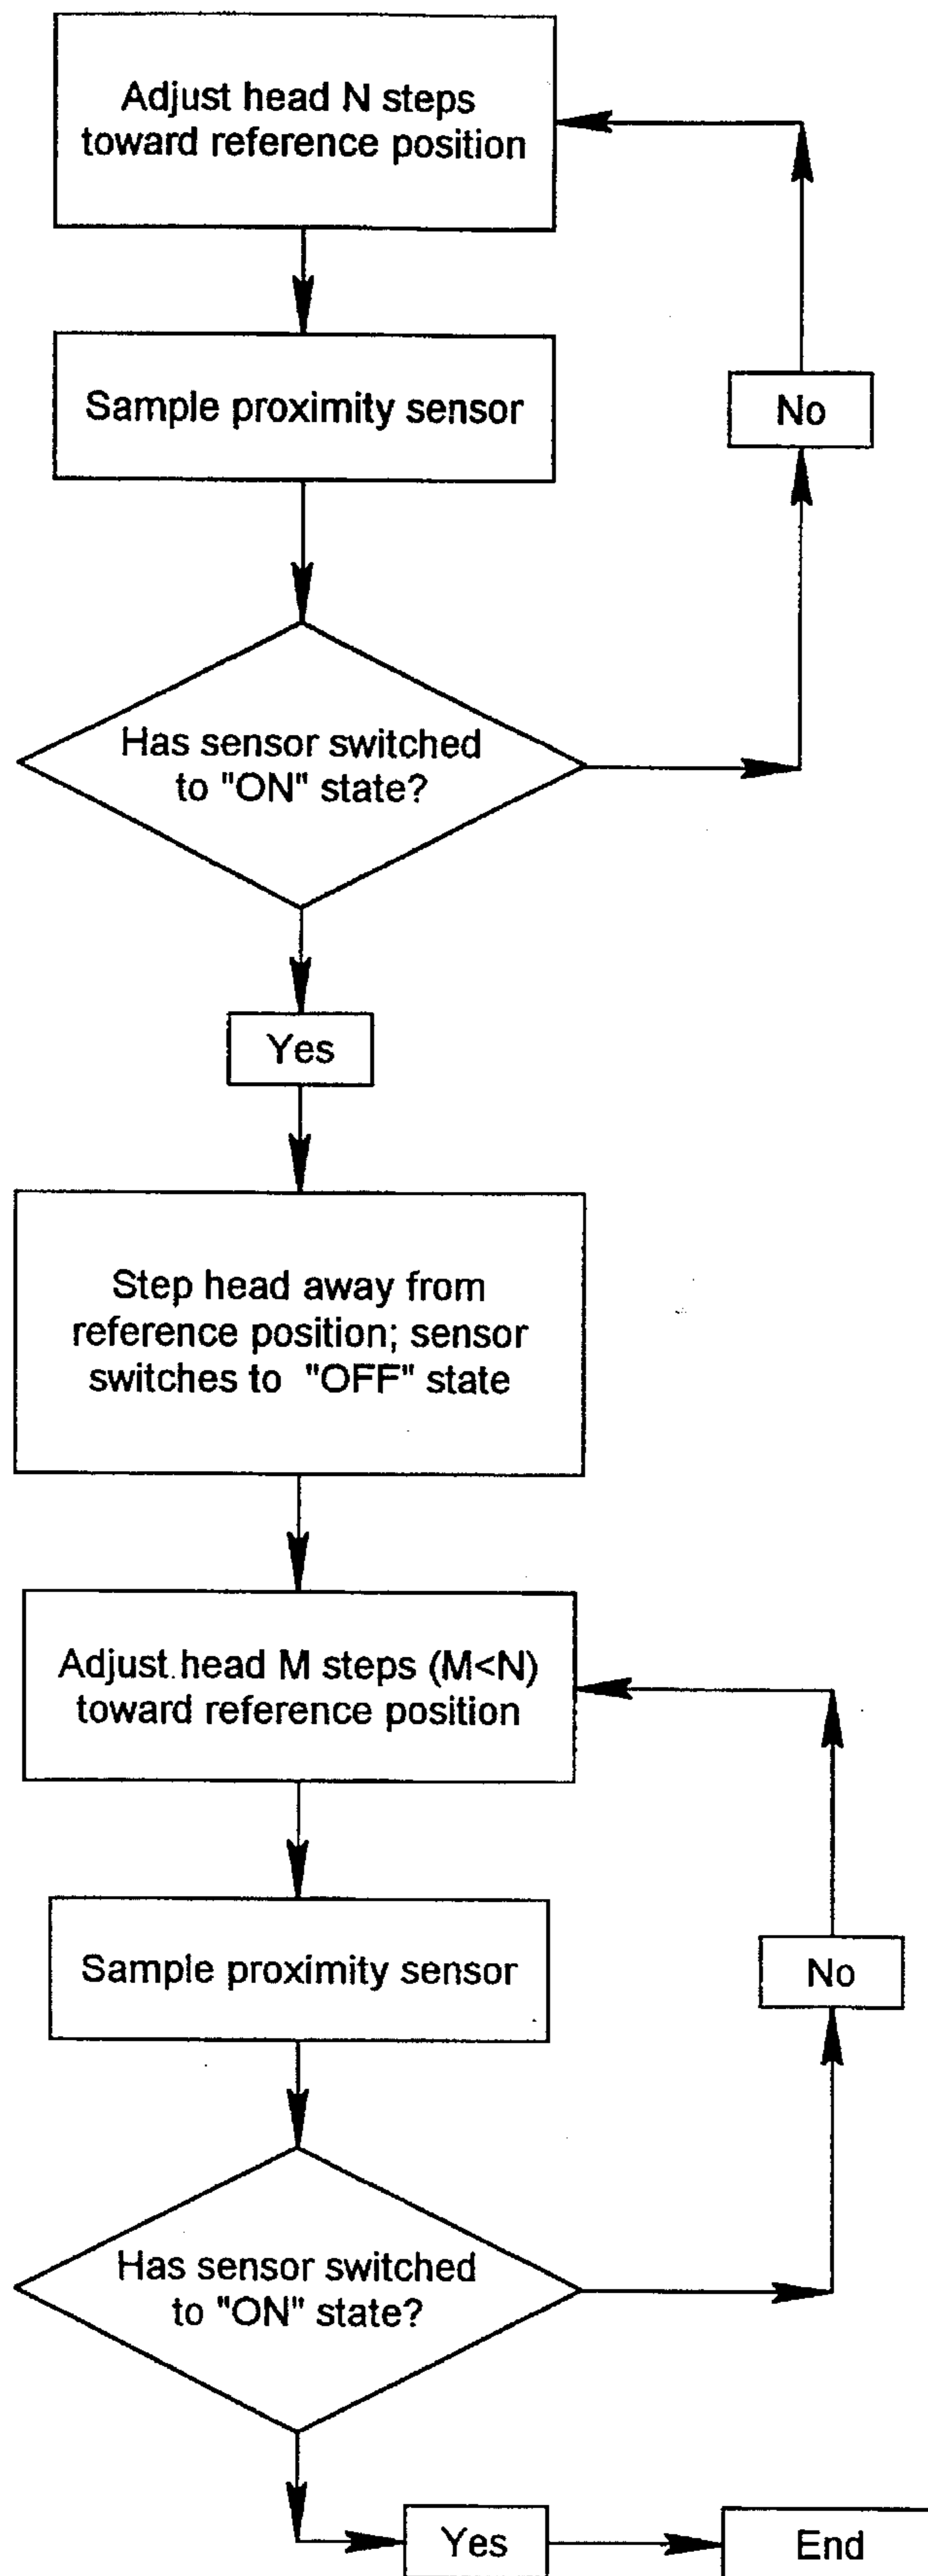 Adjust head N steps
toward reference position
Sample proximity sensor
No
Has sensor switched
to "ON" state?
Yes
Step head away from
reference position; sensor
switches to "OFF" state
Adjust head M steps (M<N)
toward reference position
Sample proximity sensor
No
Has sensor switched
to "ON" state?
Yes
End